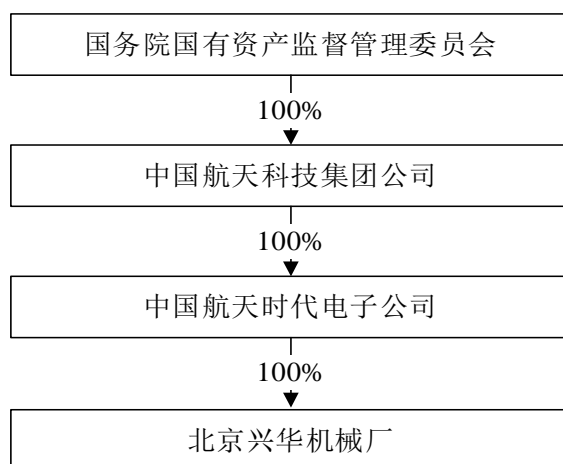 国务院国有资产监督管理委员会
100%
中国航天科技集团公司
100%
中国航天时代电子公司
100%
北京兴华机械厂